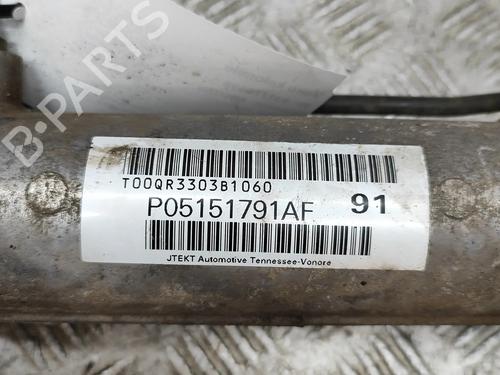 B-PARTS
T00QR3303B1060
P05151791AF 91
JTEKT Automotive Tennessee-Vonore